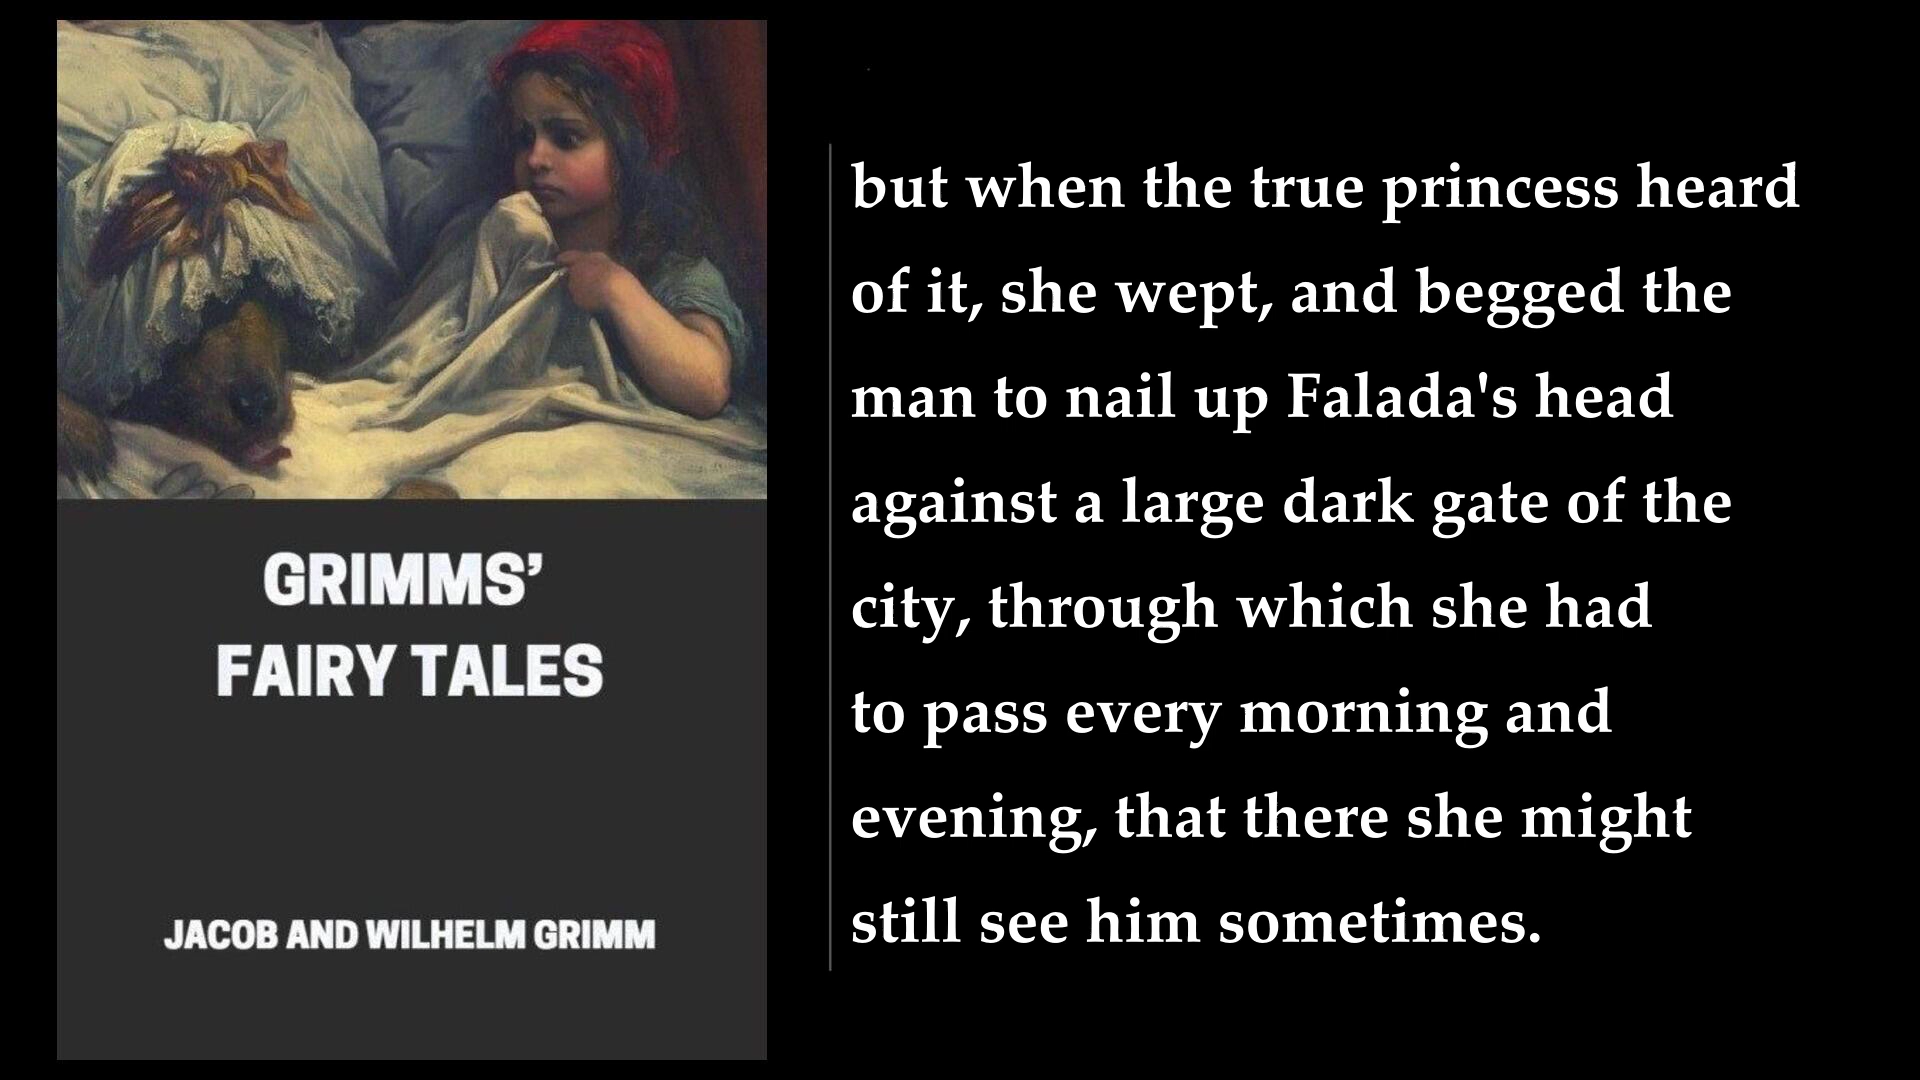 GRIMMS’
FAIRY TALES
JACOB AND WILHELM GRIMM
but when the true princess heard
of it, she wept, and begged the
man to nail up Falada's head
against a large dark gate of the
city, through which she had
to pass every morning and
evening, that there she might
still see him sometimes.